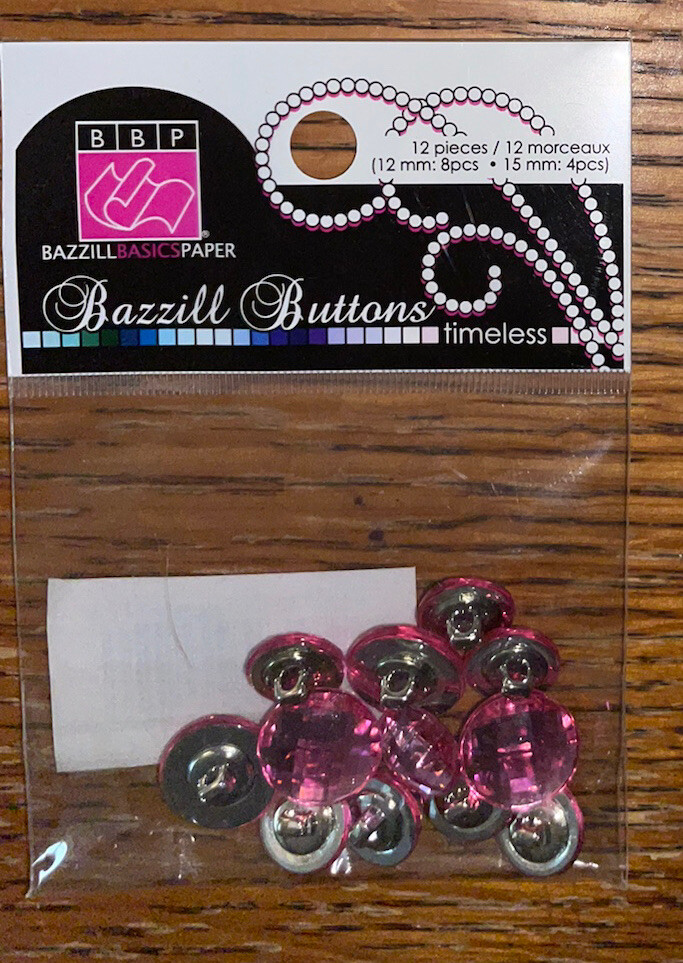 BBP
®
BAZZILLBASICSPAPER
12 pieces / 12 morceaux
(12 mm: 8pcs • 15 mm: 4pcs)
Bazzill Buttons
timeless